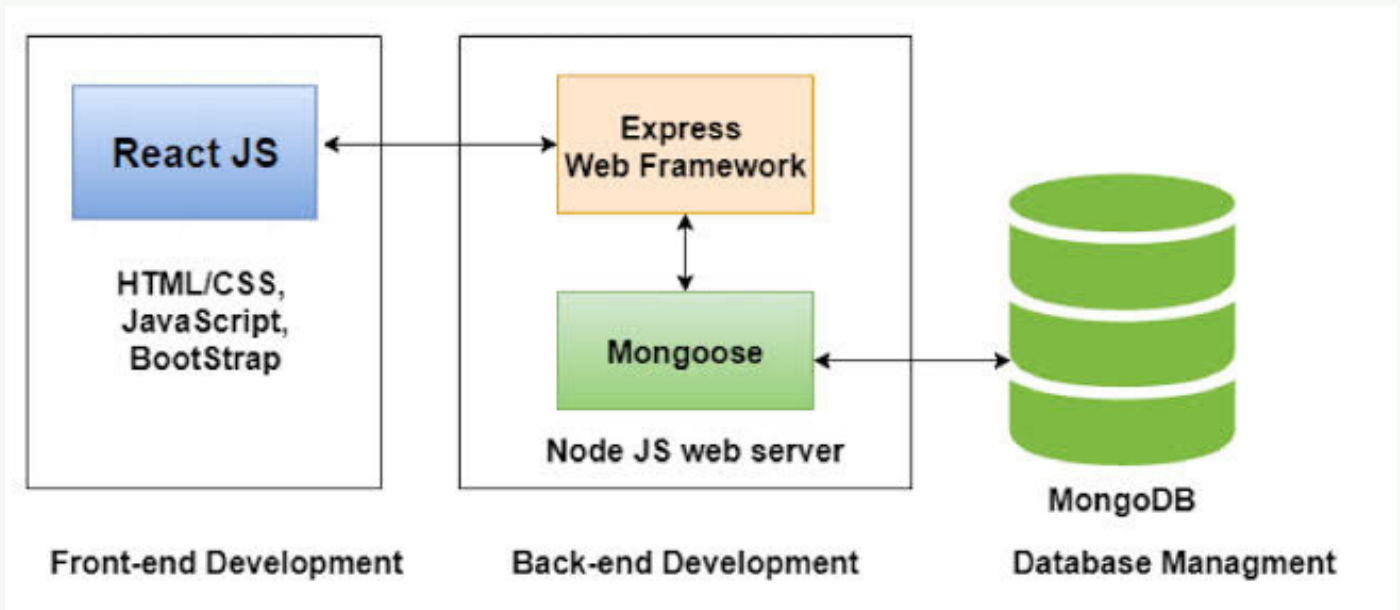 React JS
HTML/CSS,
JavaScript,
BootStrap
Front-end Development
Express
Web Framework
Mongoose
Node JS web server
Back-end Development
MongoDB
Database Managment